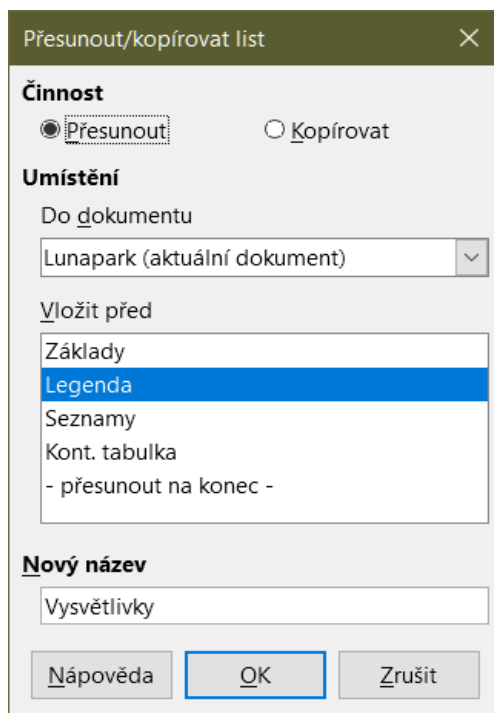 Přesunout/kopírovat list
Činnost
Přesunout
Kopírovat
Umístění
Do dokumentu
Lunapark (aktuální dokument)
Vložit před
Základy
Legenda
Seznamy
Kont. tabulka
- přesunout na konec -
Nový název
Vysvětlivky
Nápověda
OK
Zrušit